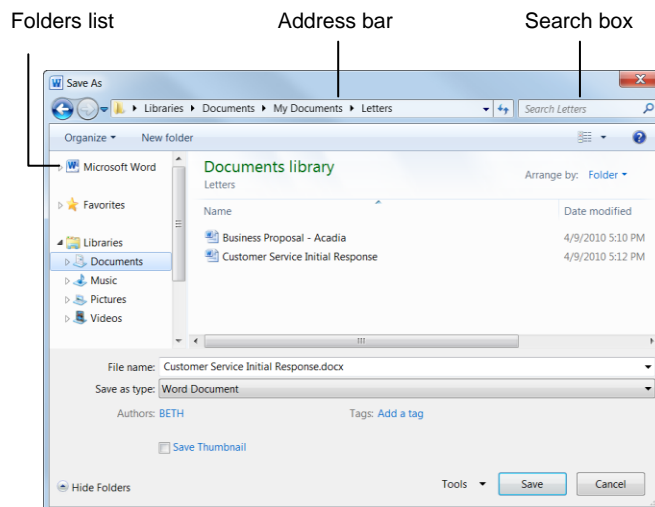 Folders list Address bar Search box
Save As
Libraries Documents My Documents Letters Search Letters
Organize New folder
Microsoft Word Documents library
Letters Arrange by: Folder
Favorites Name Date modified
Libraries Business Proposal - Acadia 4/9/2010 5:10 PM
Documents Customer Service Initial Response 4/9/2010 5:12 PM
Music
Pictures
Videos
File name: Customer Service Initial Response.docx
Save as type: Word Document
Authors: BETH Tags: Add a tag
Save Thumbnail
Hide Folders Tools Save Cancel